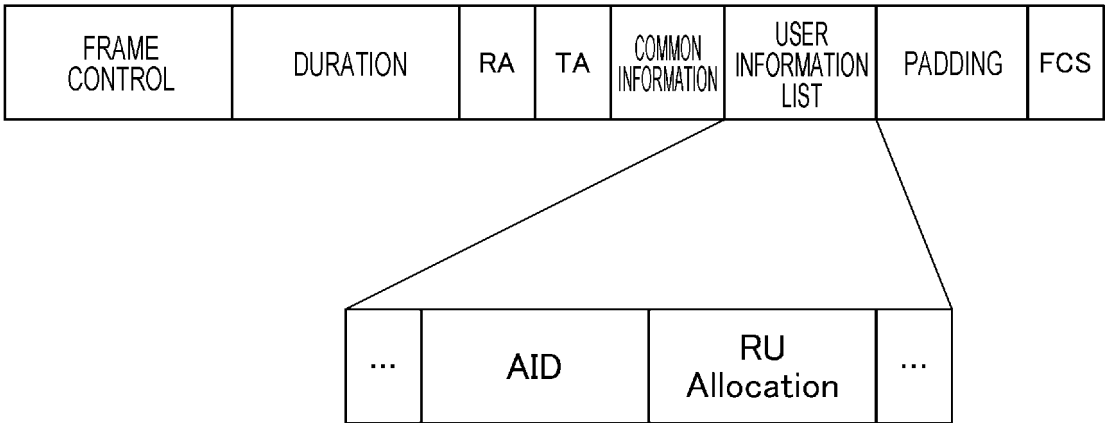 FRAME
CONTROL
DURATION
RA
TA
COMMON
INFORMATION
USER
INFORMATION
LIST
PADDING
FCS
...
AID
RU
Allocation
...